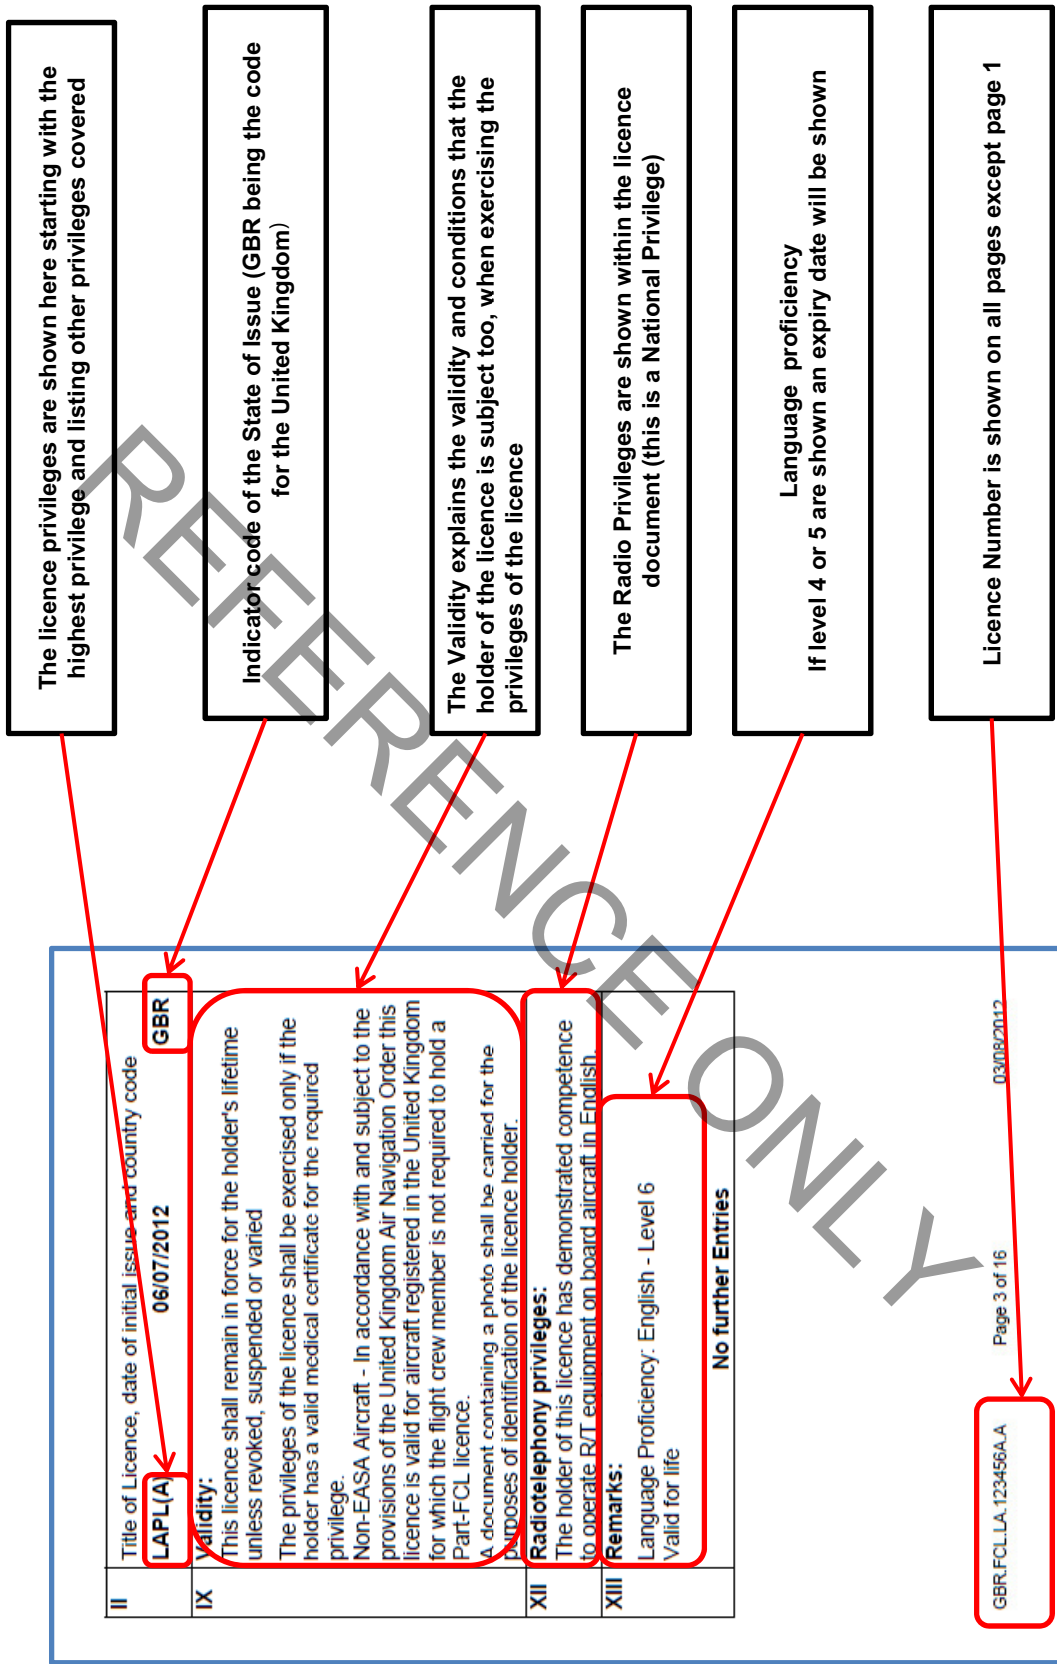 The licence privileges are shown here starting with the
highest privilege and listing other privileges covered
Indicator code of the State of Issue (GBR being the code
for the United Kingdom)
The Validity explains the validity and conditions that the
holder of the licence is subject too, when exercising the
privileges of the licence
The Radio Privileges are shown within the licence
document (this is a National Privilege)
Language proficiency
If level 4 or 5 are shown an expiry date will be shown
Licence Number is shown on all pages except page 1
II Title of Licence, date of initial issue and country code
LAPL(A) 06/07/2012 GBR
IX Validity:
This licence shall remain in force for the holder's lifetime
unless revoked, suspended or varied
The privileges of the licence shall be exercised only if the
holder has a valid medical certificate for the required
privilege.
Non-EASA Aircraft - In accordance with and subject to the
provisions of the United Kingdom Air Navigation Order this
licence is valid for aircraft registered in the United Kingdom
for which the flight crew member is not required to hold a
Part-FCL licence.
A document containing a photo shall be carried for the
purposes of identification of the licence holder.
XII Radiotelephony privileges:
The holder of this licence has demonstrated competence
to operate R/T equipment on board aircraft in English.
XIII Remarks:
Language Proficiency: English - Level 6
Valid for life
No further Entries
GBR.FCL.LA.123456A.A Page 3 of 16 03/08/2012
REFERENCE ONLY